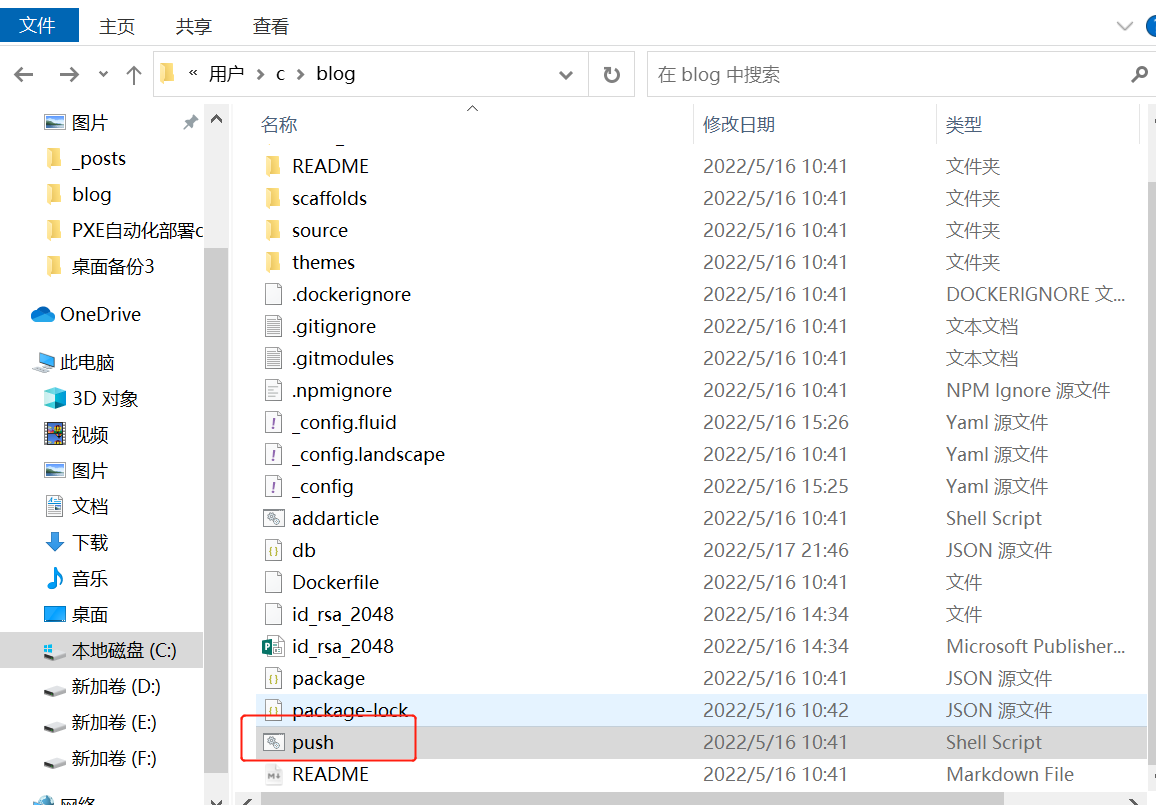 文件 主页 共享 查看
« 用户 > c > blog 在 blog 中搜索
图片
_posts
blog
PXE自动化部署c
桌面备份3
OneDrive
此电脑
3D 对象
视频
图片
文档
下载
音乐
桌面
本地磁盘 (C:)
新加卷 (D:)
新加卷 (E:)
新加卷 (F:)
网络
名称 修改日期 类型
README 2022/5/16 10:41 文件夹
scaffolds 2022/5/16 10:41 文件夹
source 2022/5/16 10:41 文件夹
themes 2022/5/16 10:41 文件夹
.dockerignore 2022/5/16 10:41 DOCKERIGNORE 文...
.gitignore 2022/5/16 10:41 文本文档
.gitmodules 2022/5/16 10:41 文本文档
.npmignore 2022/5/16 10:41 NPM Ignore 源文件
_config.fluid 2022/5/16 15:26 Yaml 源文件
_config.landscape 2022/5/16 10:41 Yaml 源文件
_config 2022/5/16 15:25 Yaml 源文件
addarticle 2022/5/16 10:41 Shell Script
db 2022/5/17 21:46 JSON 源文件
Dockerfile 2022/5/16 10:41 文件
id_rsa_2048 2022/5/16 14:34 文件
id_rsa_2048 2022/5/16 14:34 Microsoft Publisher...
package 2022/5/16 10:41 JSON 源文件
package-lock 2022/5/16 10:42 JSON 源文件
push 2022/5/16 10:41 Shell Script
README 2022/5/16 10:41 Markdown File